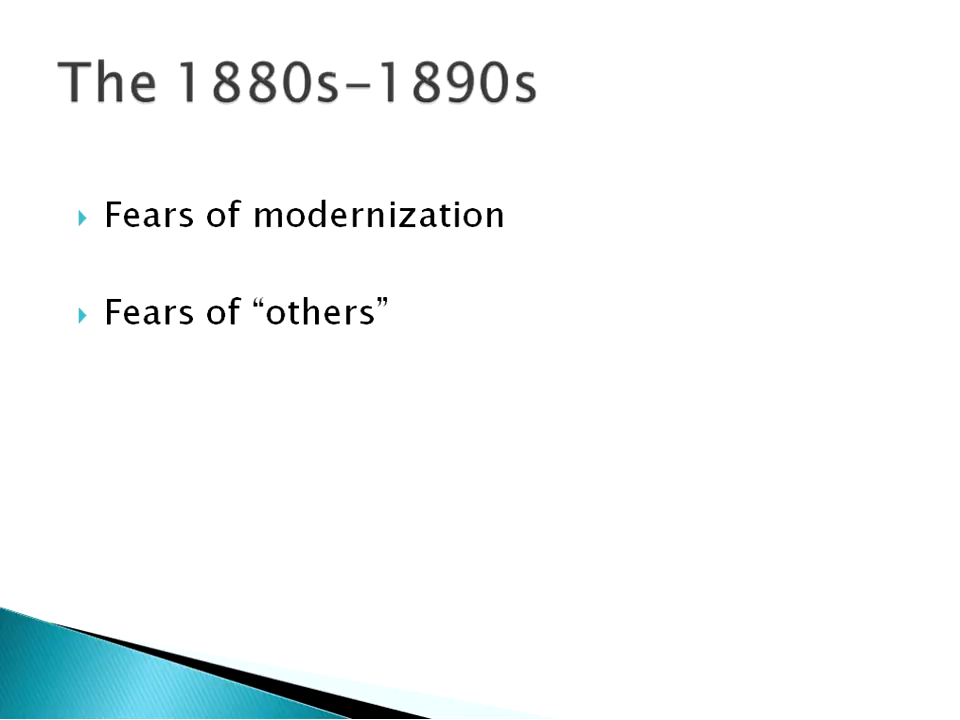 The 1880s-1890s
Fears of modernization
Fears of “others”